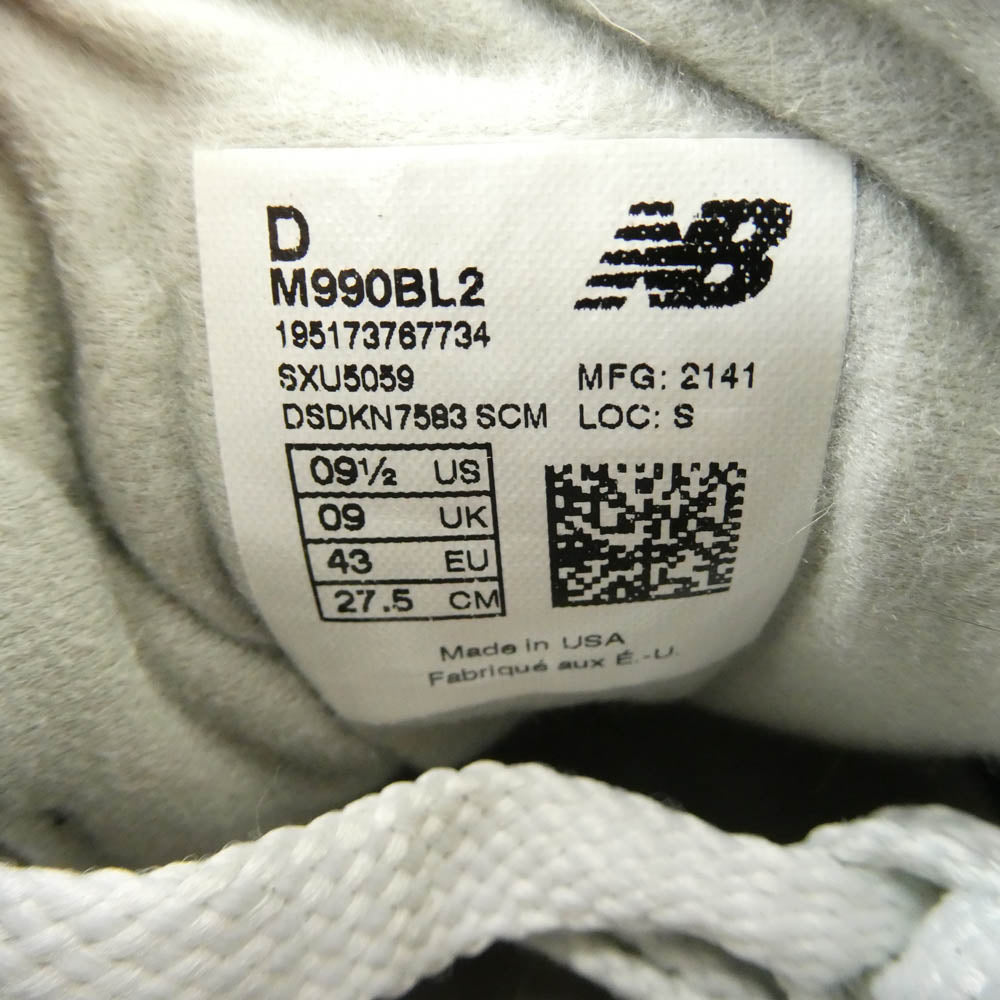 D
M990BL2
195173767734
SXU5059
DSDKN7583 SCM
NB
MFG: 2141
LOC: S
09½ US
09 UK
43 EU
27.5 CM
Made in USA
Fabriqué aux É.-U.